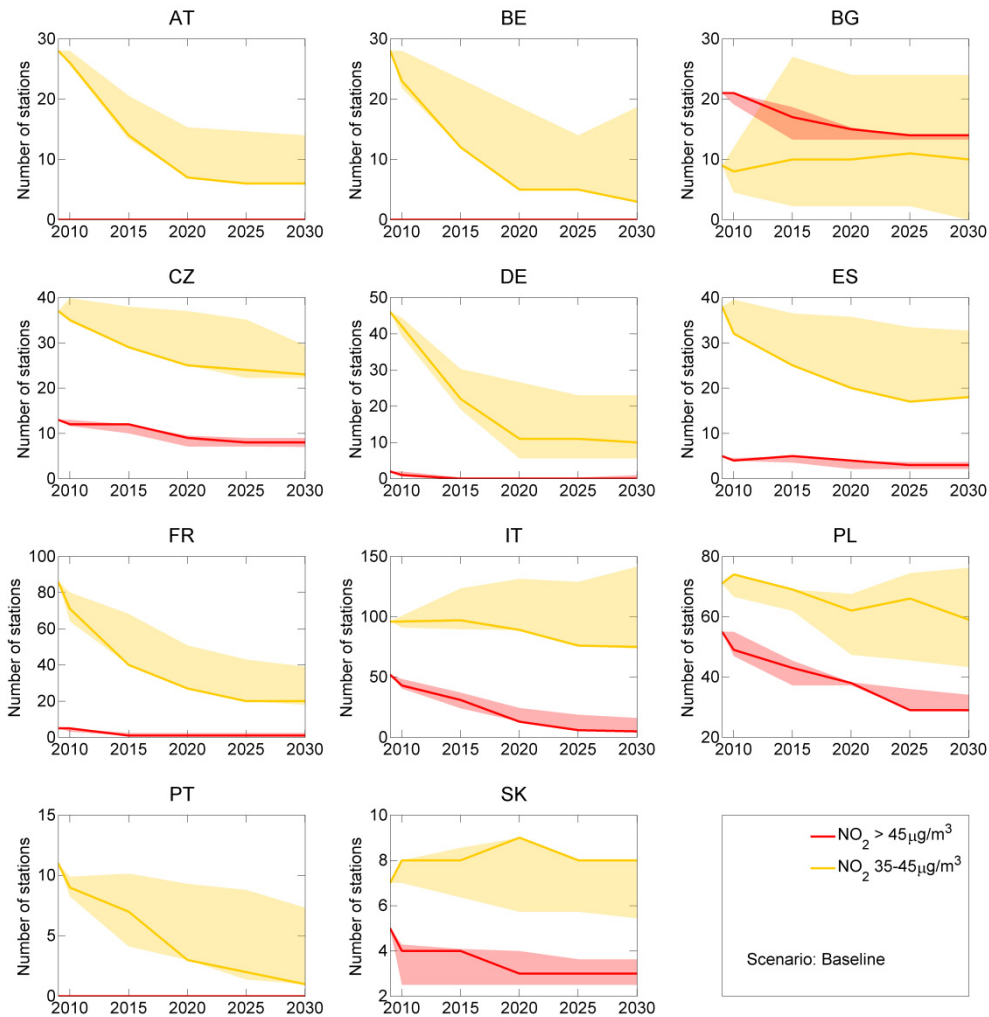 AT
Number of stations
30
20
10
0
2010 2015 2020 2025 2030
BE
Number of stations
30
20
10
0
2010 2015 2020 2025 2030
BG
Number of stations
30
20
10
0
2010 2015 2020 2025 2030
CZ
Number of stations
40
30
20
10
0
2010 2015 2020 2025 2030
DE
Number of stations
50
40
30
20
10
0
2010 2015 2020 2025 2030
ES
Number of stations
40
30
20
10
0
2010 2015 2020 2025 2030
FR
Number of stations
100
80
60
40
20
0
2010 2015 2020 2025 2030
IT
Number of stations
150
100
50
0
2010 2015 2020 2025 2030
PL
Number of stations
80
60
40
20
2010 2015 2020 2025 2030
PT
Number of stations
15
10
5
0
2010 2015 2020 2025 2030
SK
Number of stations
10
8
6
4
2
2010 2015 2020 2025 2030
NO₂ > 45μg/m³
NO₂ 35-45μg/m³
Scenario: Baseline